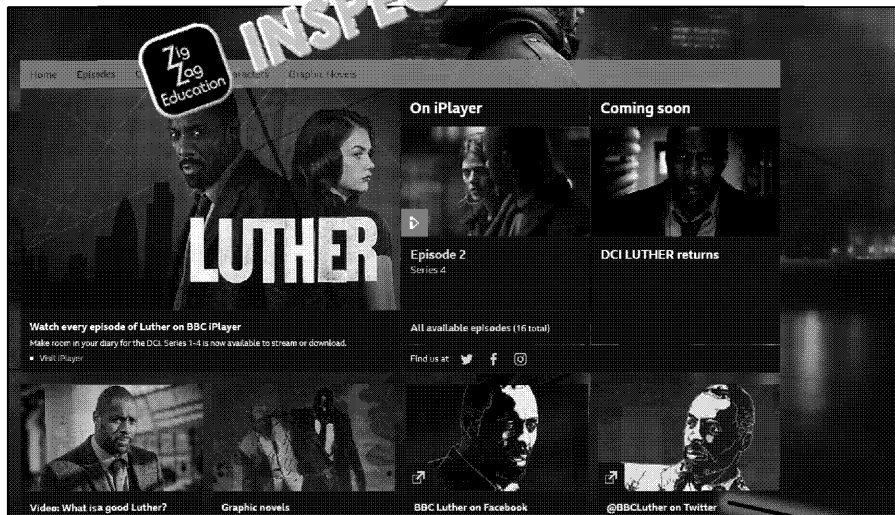 INSPEC
Zig
Zag
Education
Home Episodes Graphic Novels
On iPlayer
Coming soon
LUTHER
Episode 2
Series 4
DCI LUTHER returns
Watch every episode of Luther on BBC iPlayer
Make room in your diary for the DCI. Series 1-4 is now available to stream or download.
Visit iPlayer
All available episodes (16 total)
Find us at
Video: What is a good Luther?
Graphic novels
BBC Luther on Facebook
@BBCLuther on Twitter